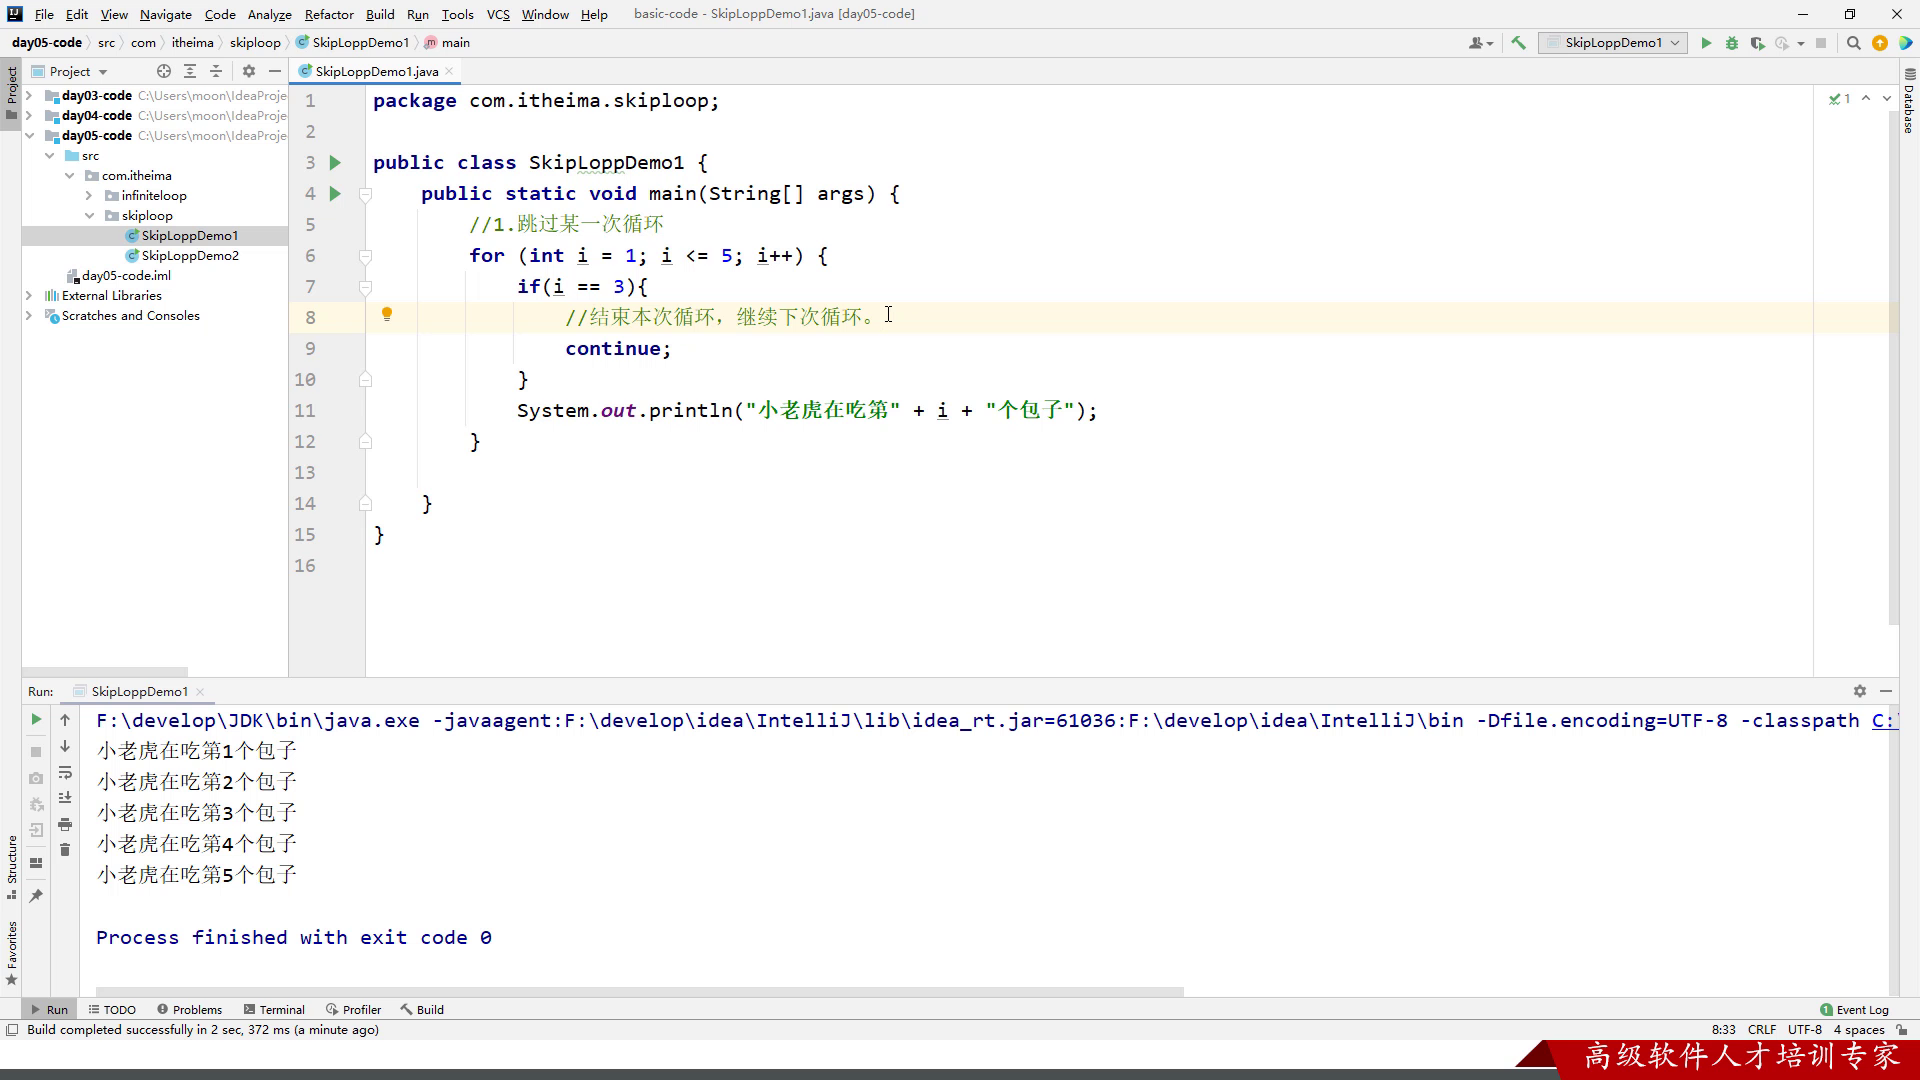 File Edit View Navigate Code Analyze Refactor Build Run Tools VCS Window Help basic-code - SkipLoppDemo1.java [day05-code]
day05-code src com itheima skiploop SkipLoppDemo1 main SkipLoppDemo1
Project
Project
SkipLoppDemo1.java
day03-code C:\Users\moon\IdeaProje
day04-code C:\Users\moon\IdeaProje
day05-code C:\Users\moon\IdeaProje
src
com.itheima
infiniteloop
skiploop
SkipLoppDemo1
SkipLoppDemo2
day05-code.iml
External Libraries
Scratches and Consoles
1 package com.itheima.skiploop;
2
3 public class SkipLoppDemo1 {
4 public static void main(String[] args) {
5 //1.跳过某一次循环
6 for (int i = 1; i <= 5; i++) {
7 if(i == 3){
8 //结束本次循环，继续下次循环。
9 continue;
10 }
11 System.out.println("小老虎在吃第" + i + "个包子");
12 }
13
14 }
15 }
16
1
Database
Run: SkipLoppDemo1
F:\develop\JDK\bin\java.exe -javaagent:F:\develop\idea\IntelliJ\lib\idea_rt.jar=61036:F:\develop\idea\IntelliJ\bin -Dfile.encoding=UTF-8 -classpath C:\
小老虎在吃第1个包子
小老虎在吃第2个包子
小老虎在吃第3个包子
小老虎在吃第4个包子
小老虎在吃第5个包子
Process finished with exit code 0
Structure
Favorites
Run TODO Problems Terminal Profiler Build 1 Event Log
Build completed successfully in 2 sec, 372 ms (a minute ago) 8:33 CRLF UTF-8 4 spaces
高级软件人才培训专家